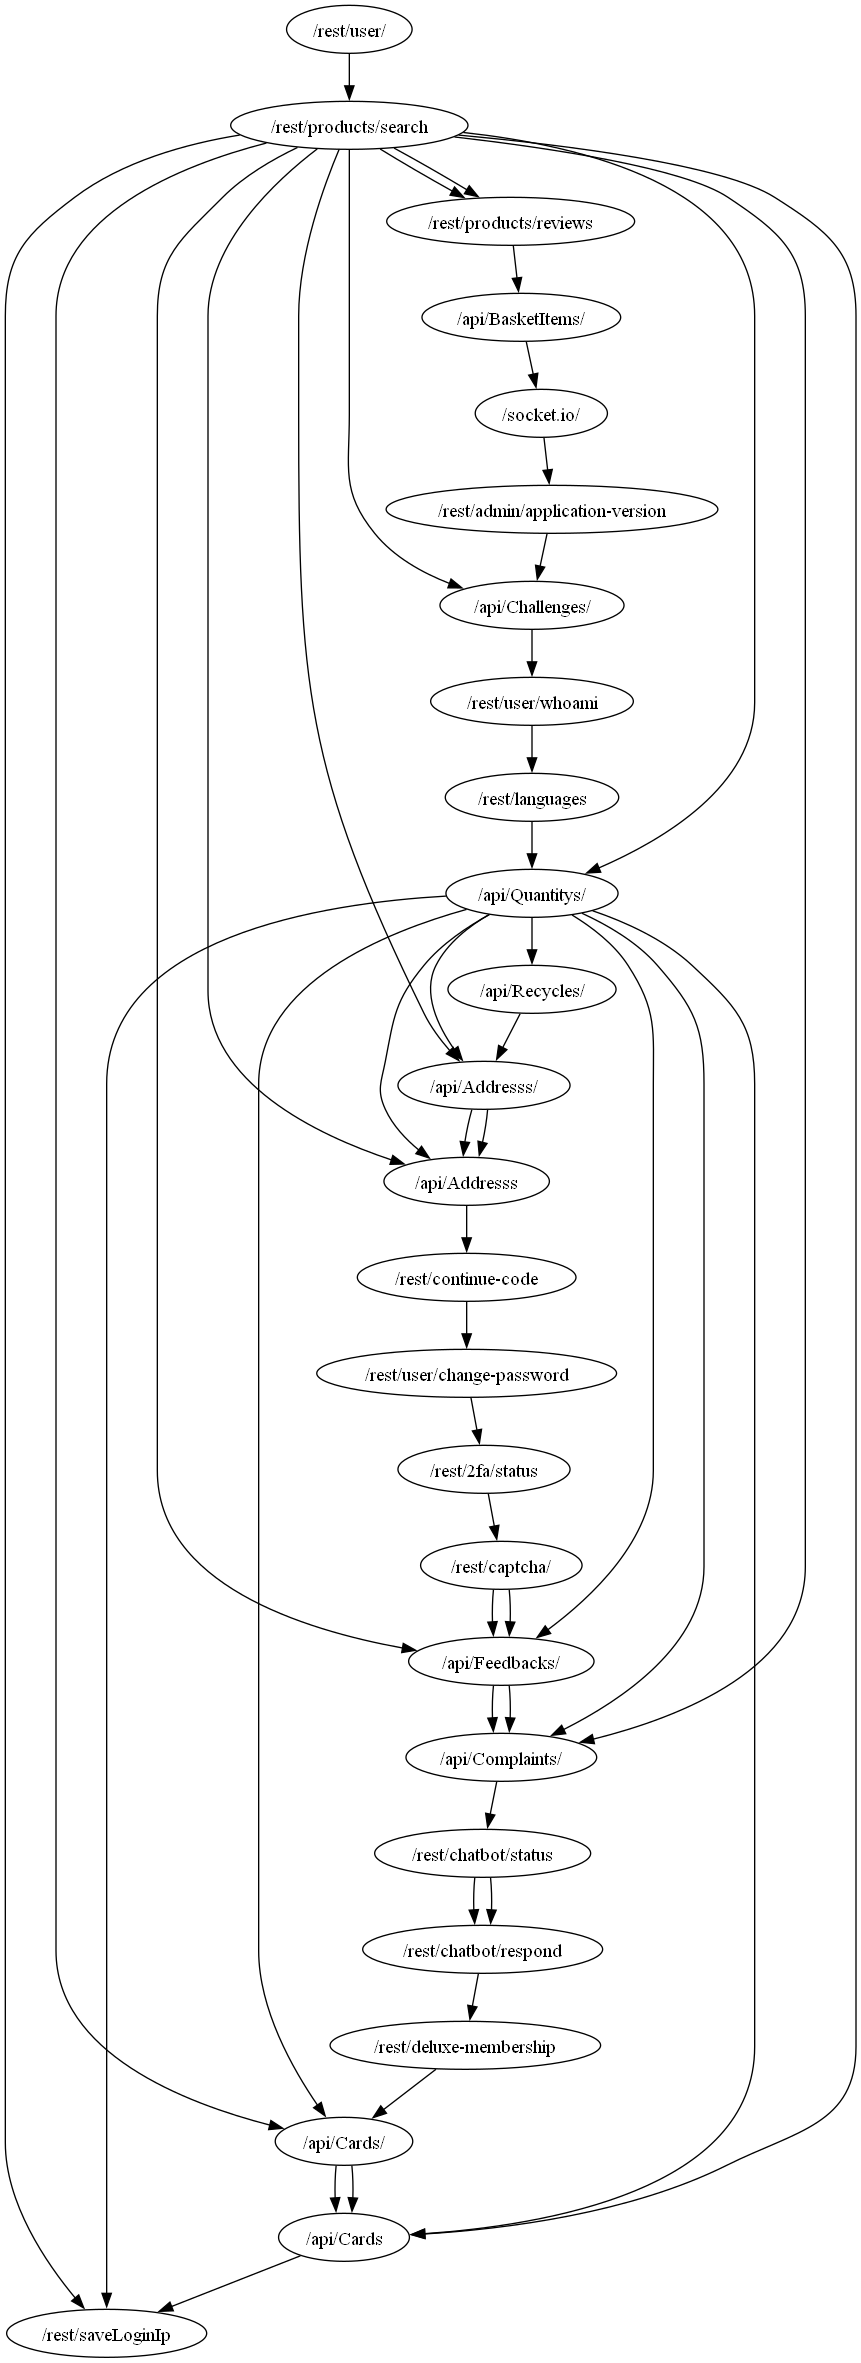 /rest/user/
/rest/products/search
/rest/products/reviews
/api/BasketItems/
/socket.io/
/rest/admin/application-version
/api/Challenges/
/rest/user/whoami
/rest/languages
/api/Quantitys/
/api/Recycles/
/api/Addresss/
/api/Addresss
/rest/continue-code
/rest/user/change-password
/rest/2fa/status
/rest/captcha/
/api/Feedbacks/
/api/Complaints/
/rest/chatbot/status
/rest/chatbot/respond
/rest/deluxe-membership
/api/Cards/
/api/Cards
/rest/saveLoginIp